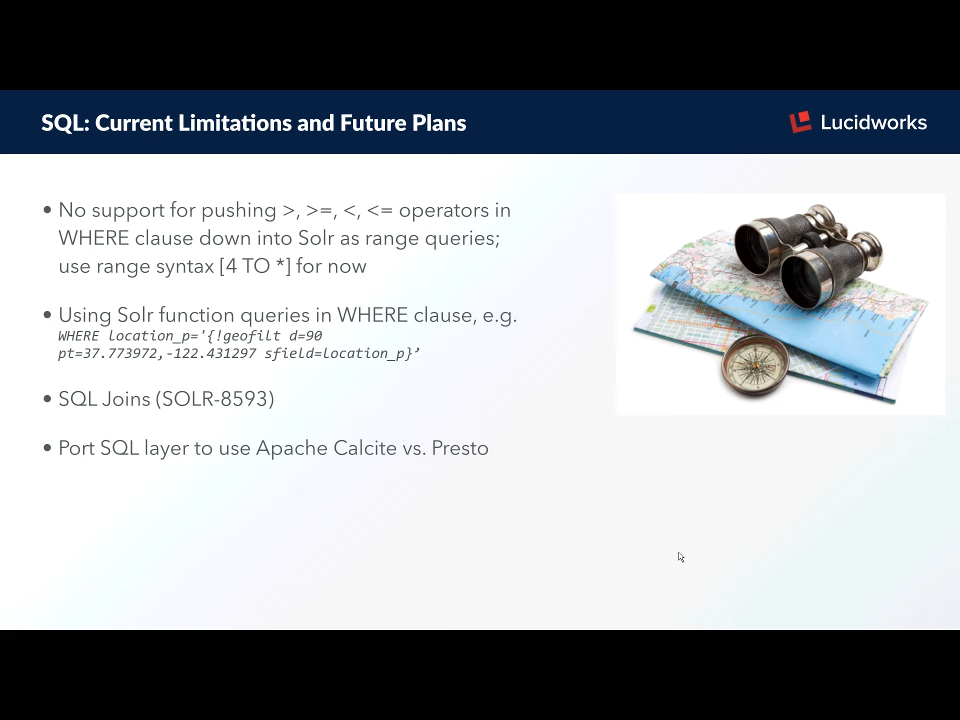 SQL: Current Limitations and Future Plans
Lucidworks
• No support for pushing >, >=, <, <= operators in
WHERE clause down into Solr as range queries;
use range syntax [4 TO *] for now
• Using Solr function queries in WHERE clause, e.g.
WHERE location_p='{!geofilt d=90
pt=37.773972,-122.431297 sfield=location_p}’
• SQL Joins (SOLR-8593)
• Port SQL layer to use Apache Calcite vs. Presto